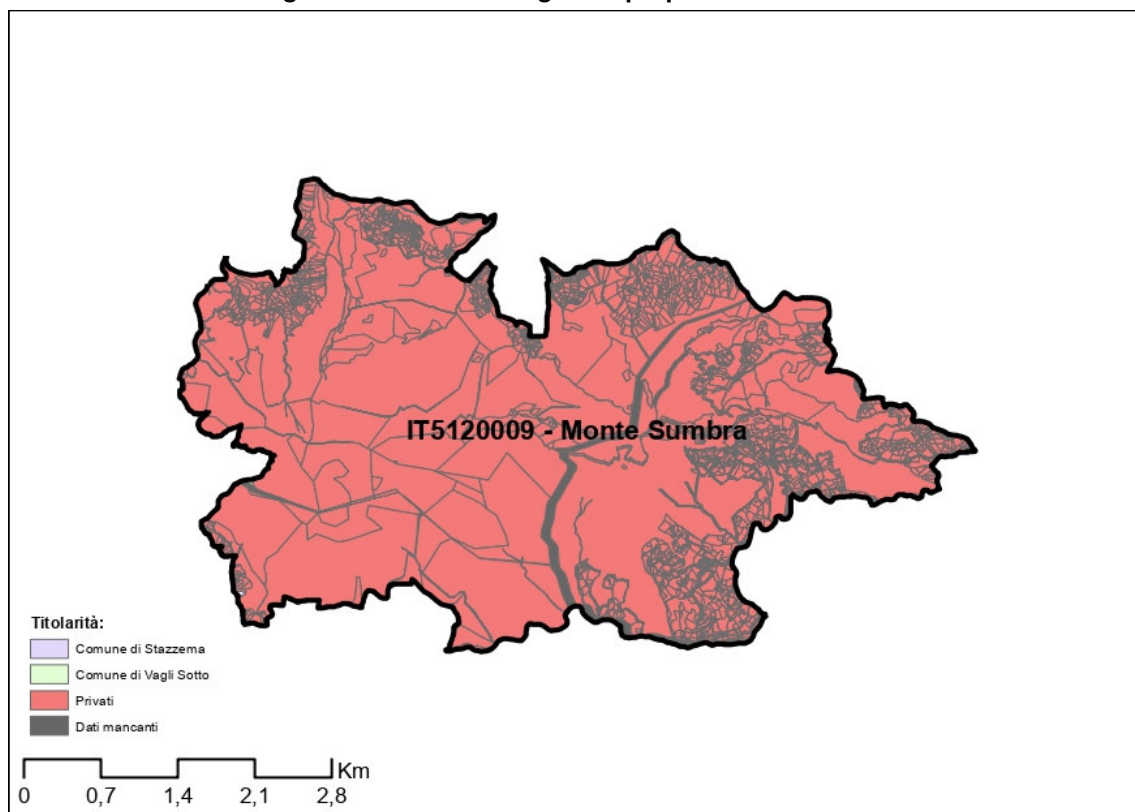 IT5120009 - Monte Sumbra
Titolarità:
Comune di Stazzema
Comune di Vagli Sotto
Privati
Dati mancanti
Km
0 0,7 1,4 2,1 2,8